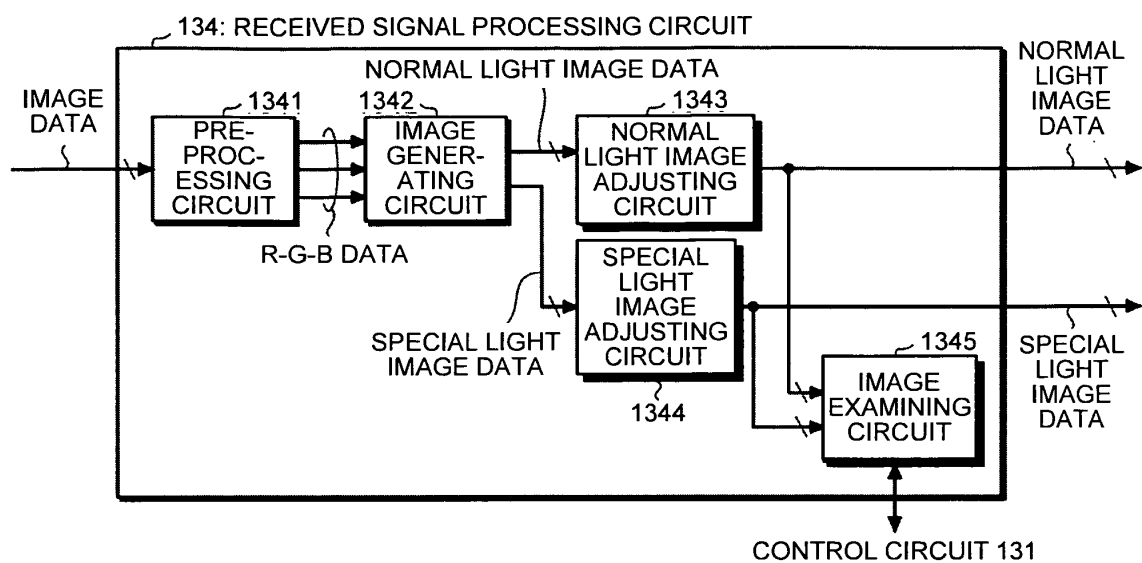 134: RECEIVED SIGNAL PROCESSING CIRCUIT
IMAGE
DATA
1341
PRE-
PROC-
ESSING
CIRCUIT
R-G-B DATA
1342
IMAGE
GENER-
ATING
CIRCUIT
NORMAL LIGHT IMAGE DATA
SPECIAL LIGHT
IMAGE DATA
1343
NORMAL
LIGHT IMAGE
ADJUSTING
CIRCUIT
SPECIAL
LIGHT
IMAGE
ADJUSTING
CIRCUIT
1344
1345
IMAGE
EXAMINING
CIRCUIT
NORMAL
LIGHT
IMAGE
DATA
SPECIAL
LIGHT
IMAGE
DATA
CONTROL CIRCUIT 131